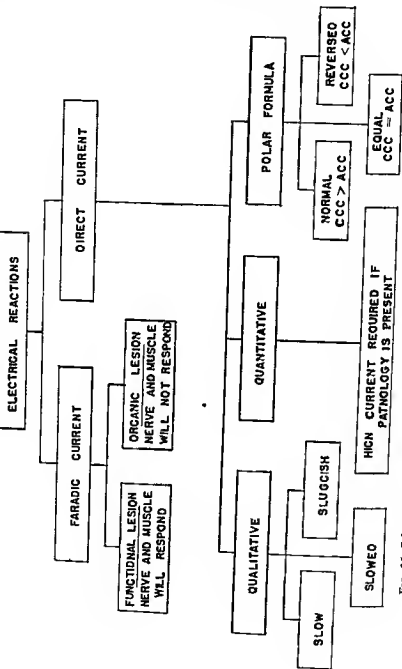 ELECTRICAL REACTIONS
FARADIC CURRENT
DIRECT CURRENT
FUNCTIONAL LESION
NERVE AND MUSCLE
WILL RESPOND
ORGANIC LESION
NERVE AND MUSCLE
WILL NOT RESPOND
QUALITATIVE
QUANTITATIVE
POLAR FORMULA
SLOW
SLUGGISH
SLOWED
HIGH CURRENT REQUIRED IF
PATHOLOGY IS PRESENT
NORMAL
CCC > ACC
REVERSED
CCC < ACC
EQUAL
CCC = ACC